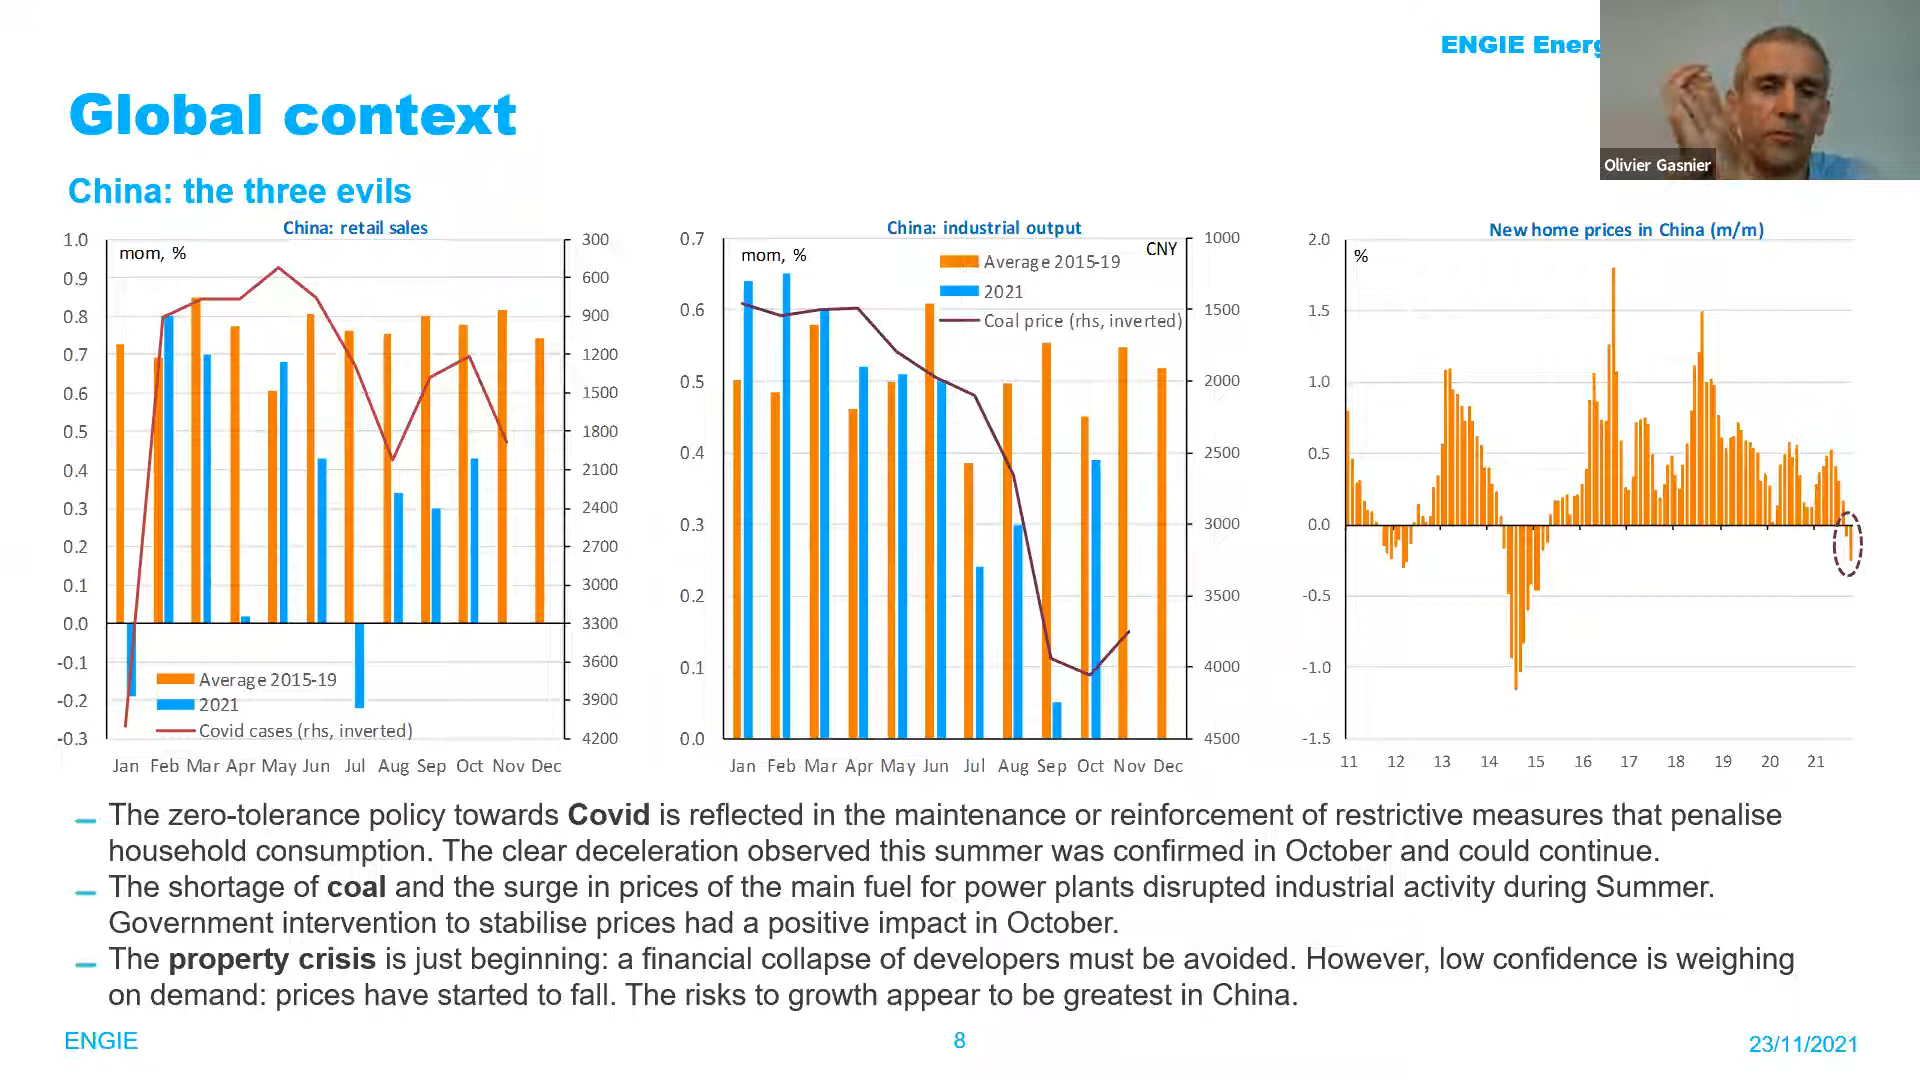 ENGIE Energ
Olivier Gasnier
Global context
China: the three evils
China: retail sales
mom, %
1.0
0.9
0.8
0.7
0.6
0.5
0.4
0.3
0.2
0.1
0.0
-0.1
-0.2
-0.3
300
600
900
1200
1500
1800
2100
2400
2700
3000
3300
3600
3900
4200
Average 2015-19
2021
Covid cases (rhs, inverted)
Jan Feb Mar Apr May Jun Jul Aug Sep Oct Nov Dec
China: industrial output
mom, %
CNY
0.7
0.6
0.5
0.4
0.3
0.2
0.1
0.0
1000
1500
2000
2500
3000
3500
4000
4500
Average 2015-19
2021
Coal price (rhs, inverted)
Jan Feb Mar Apr May Jun Jul Aug Sep Oct Nov Dec
New home prices in China (m/m)
%
2.0
1.5
1.0
0.5
0.0
-0.5
-1.0
-1.5
11 12 13 14 15 16 17 18 19 20 21
The zero-tolerance policy towards Covid is reflected in the maintenance or reinforcement of restrictive measures that penalise
household consumption. The clear deceleration observed this summer was confirmed in October and could continue.
The shortage of coal and the surge in prices of the main fuel for power plants disrupted industrial activity during Summer.
Government intervention to stabilise prices had a positive impact in October.
The property crisis is just beginning: a financial collapse of developers must be avoided. However, low confidence is weighing
on demand: prices have started to fall. The risks to growth appear to be greatest in China.
ENGIE
8
23/11/2021